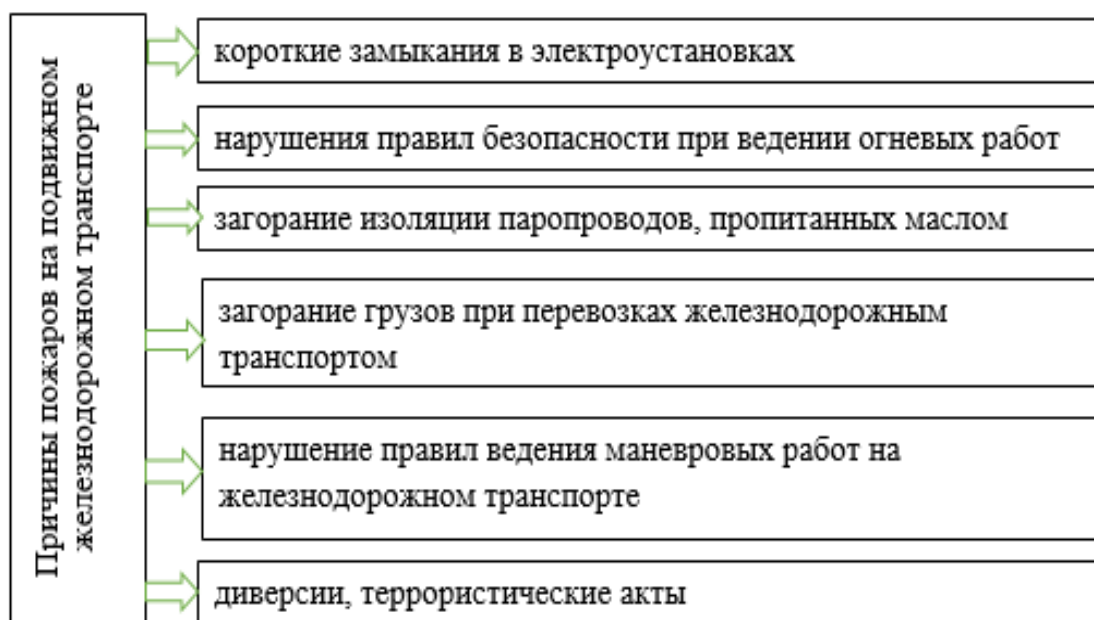 Причины пожаров на подвижном
железнодорожном транспорте
короткие замыкания в электроустановках
нарушения правил безопасности при ведении огневых работ
загорание изоляции паропроводов, пропитанных маслом
загорание грузов при перевозках железнодорожным
транспортом
нарушение правил ведения маневровых работ на
железнодорожном транспорте
диверсии, террористические акты